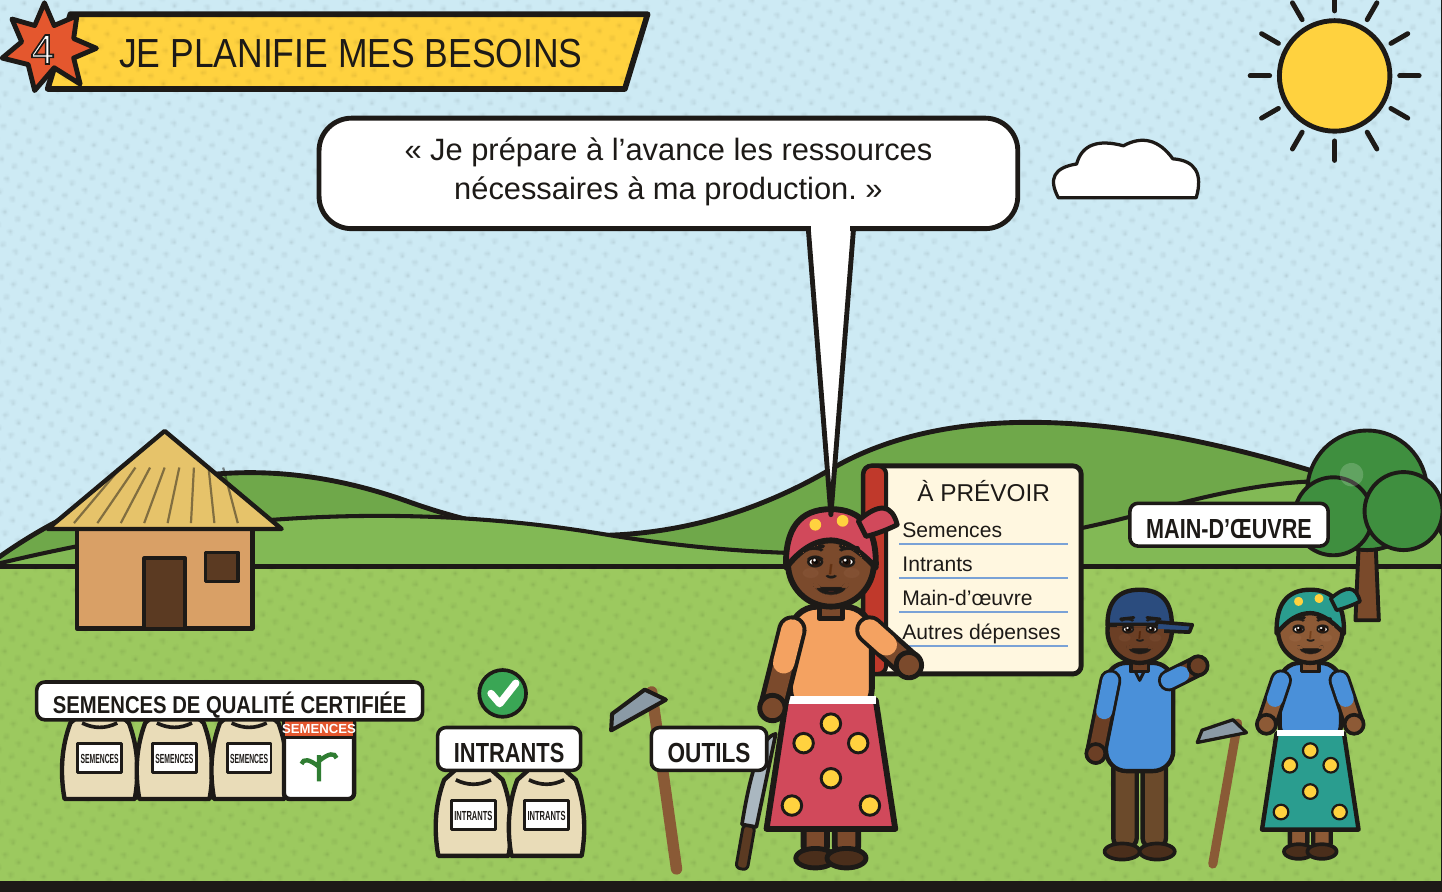 4
JE PLANIFIE MES BESOINS
« Je prépare à l’avance les ressources
nécessaires à ma production. »
À PRÉVOIR
Semences
Intrants
Main-d’œuvre
Autres dépenses
MAIN-D’ŒUVRE
SEMENCES DE QUALITÉ CERTIFIÉE
SEMENCES
SEMENCES
SEMENCES
SEMENCES
INTRANTS
INTRANTS
INTRANTS
OUTILS